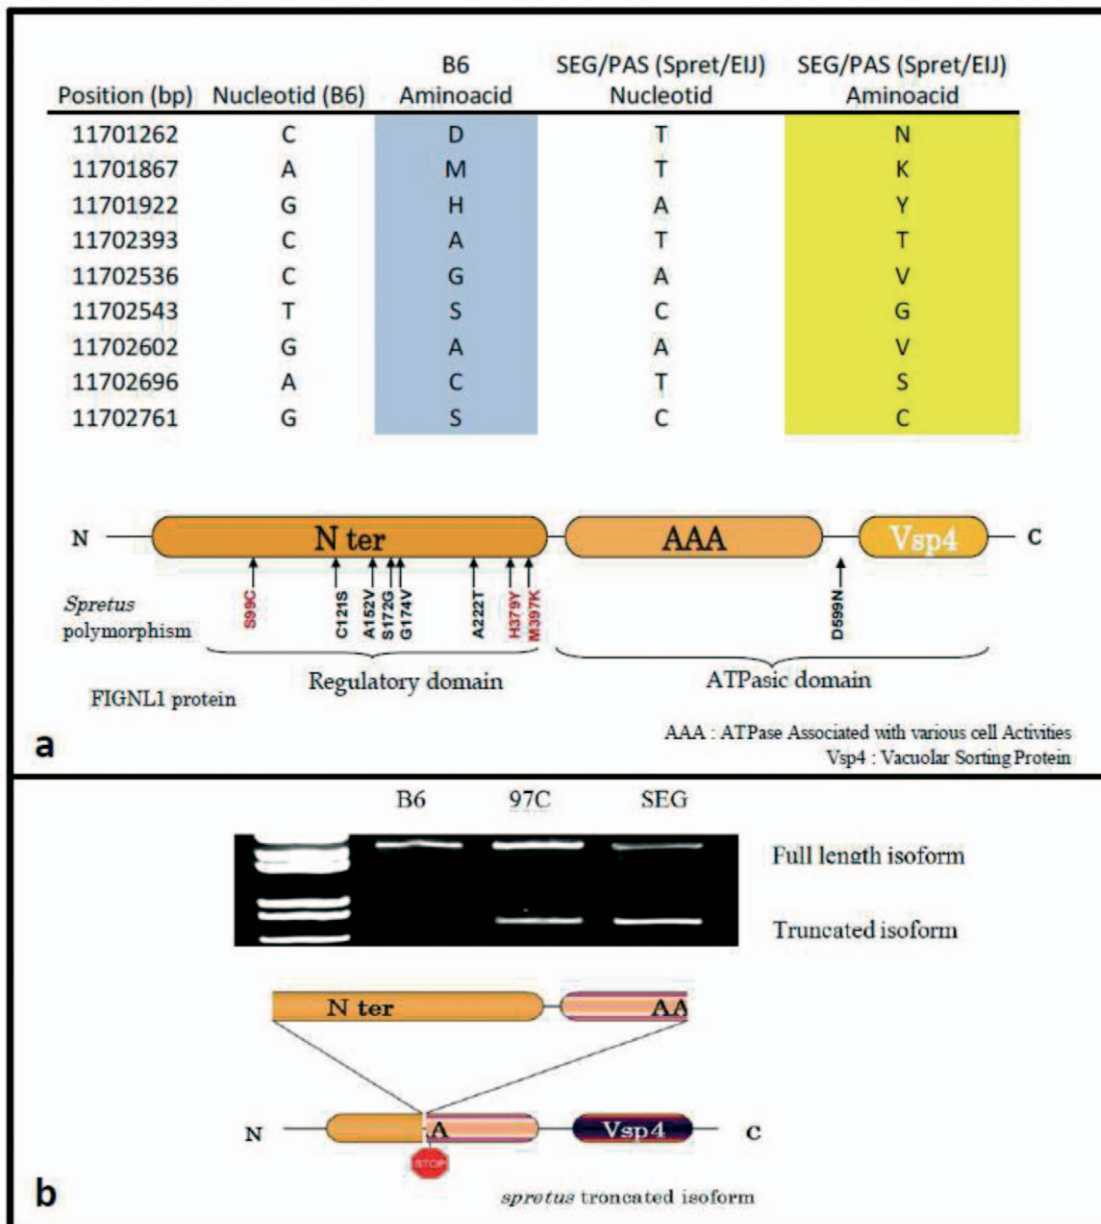 B6 SEG/PAS (Spret/EIJ) SEG/PAS (Spret/EIJ)
Position (bp) Nucleotid (B6) Aminoacid Nucleotid Aminoacid
11701262 C D T N
11701867 A M T K
11701922 G H A Y
11702393 C A T T
11702536 C G A V
11702543 T S C G
11702602 G A A V
11702696 A C T S
11702761 G S C C
N N ter AAA Vsp4 C
Spretus
polymorphism
S99C C121S A152V S172G G174V A222T H379Y M397K D599N
Regulatory domain ATPasic domain
FIGNL1 protein
a
AAA : ATPase Associated with various cell Activities
Vsp4 : Vacuolar Sorting Protein
B6 97C SEG
Full length isoform
Truncated isoform
N ter AA
N A Vsp4 C
STOP
b spretus troncated isoform